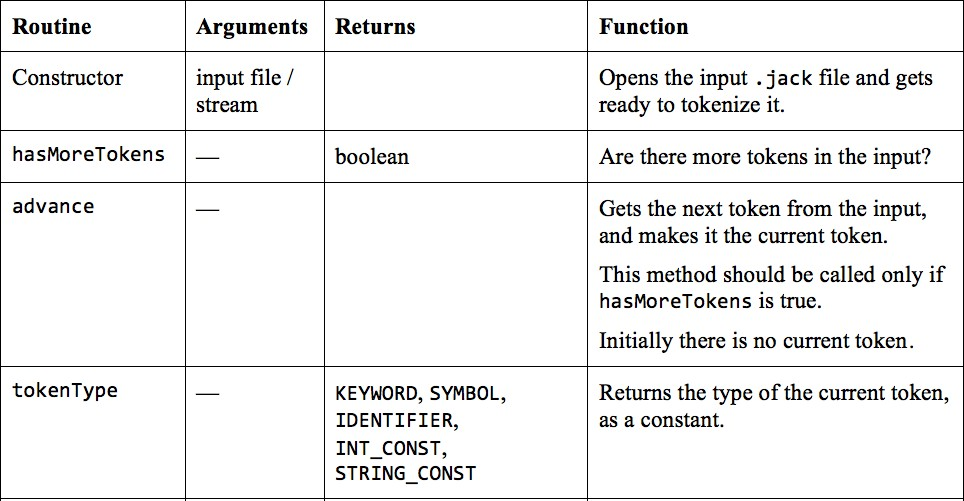 Routine Arguments Returns Function
Constructor input file / Opens the input .jack file and gets
stream ready to tokenize it.
hasMoreTokens — boolean Are there more tokens in the input?
advance — Gets the next token from the input,
and makes it the current token.
This method should be called only if
hasMoreTokens is true.
Initially there is no current token.
tokenType — KEYWORD, SYMBOL, Returns the type of the current token,
IDENTIFIER, as a constant.
INT_CONST,
STRING_CONST